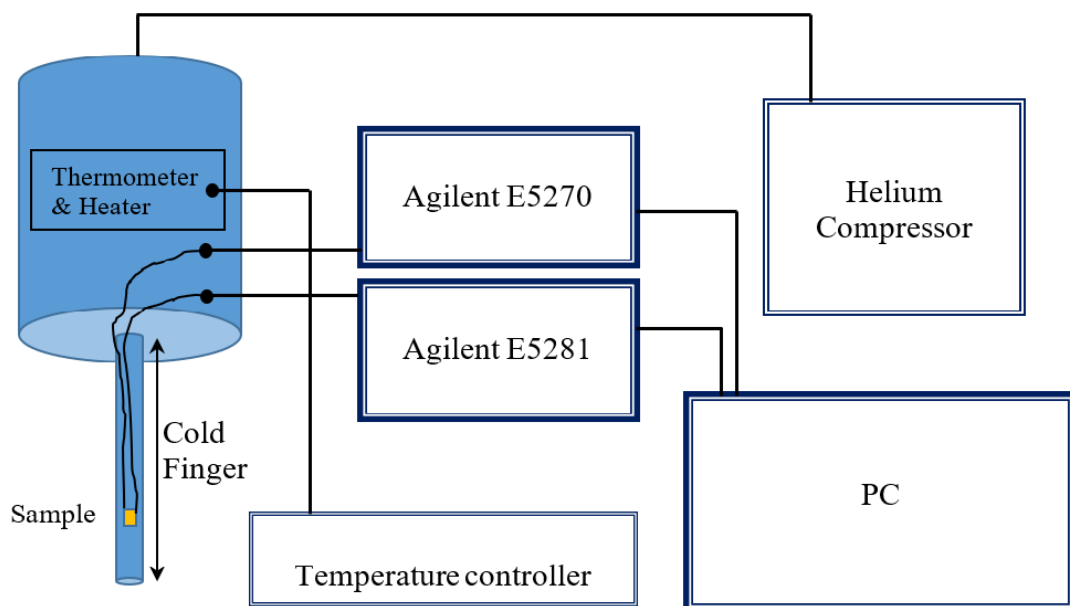 Thermometer
& Heater
Agilent E5270
Helium
Compressor
Agilent E5281
Cold
Finger
Sample
PC
Temperature controller